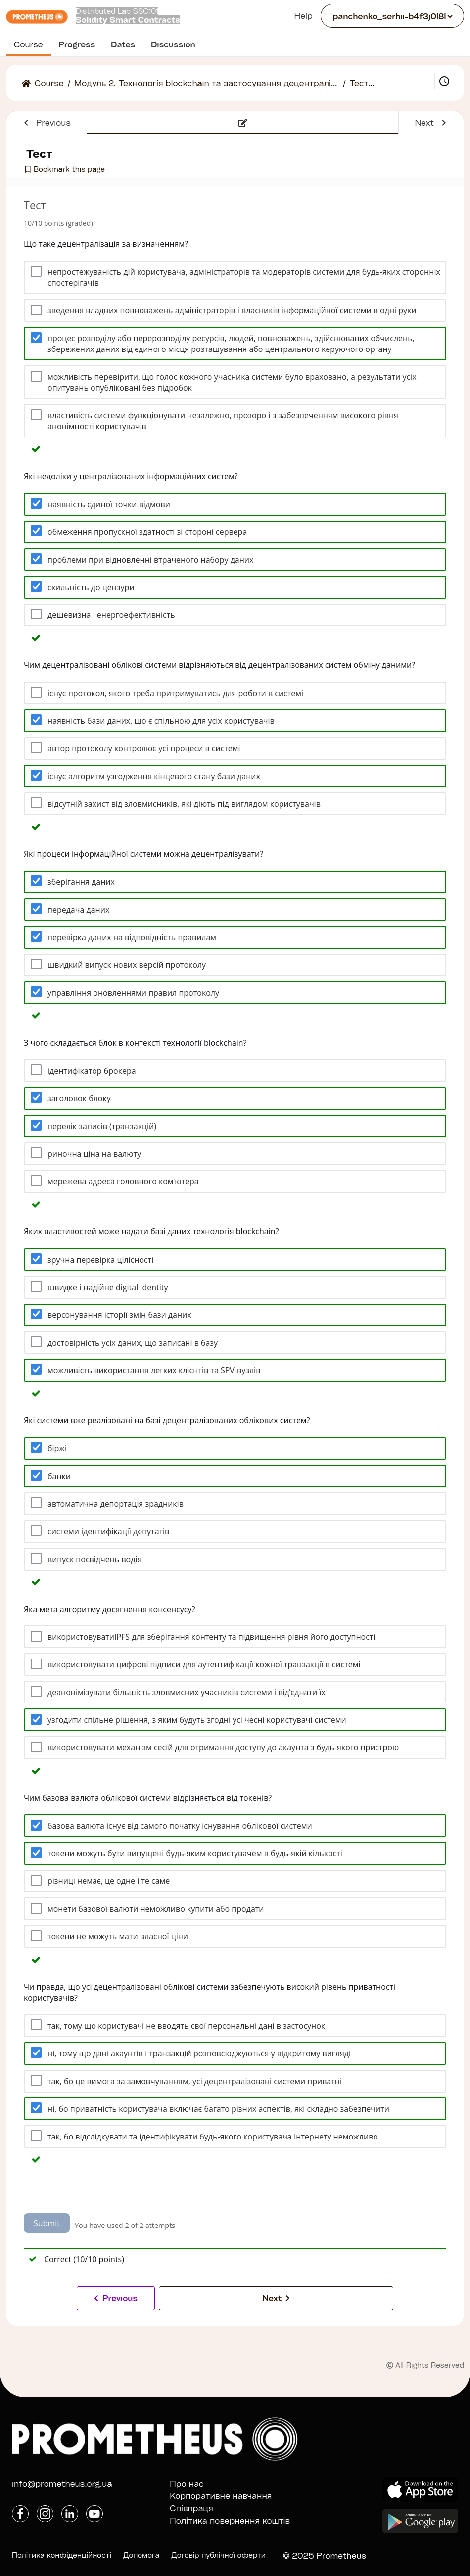 PROMETHEUS
Distributed Lab SSC101
Solidity Smart Contracts
Help
panchenko_serhii-b4f3j0l8l
Course
Progress
Dates
Discussion
Course / Модуль 2. Технологія blockchain та застосування децентралі... / Тест...
Previous
Next
Тест
Bookmark this page
Тест
10/10 points (graded)
Що таке децентралізація за визначенням?
непростежуваність дій користувача, адміністраторів та модераторів системи для будь-яких сторонніх
спостерігачів
зведення владних повноважень адміністраторів і власників інформаційної системи в одні руки
процес розподілу або перерозподілу ресурсів, людей, повноважень, здійснюваних обчислень,
збережених даних від єдиного місця розташування або центрального керуючого органу
можливість перевірити, що голос кожного учасника системи було враховано, а результати усіх
опитувань опубліковані без підробок
властивість системи функціонувати незалежно, прозоро і з забезпеченням високого рівня
анонімності користувачів
Які недоліки у централізованих інформаційних систем?
наявність єдиної точки відмови
обмеження пропускної здатності зі стороні сервера
проблеми при відновленні втраченого набору даних
схильність до цензури
дешевизна і енергоефективність
Чим децентралізовані облікові системи відрізняються від децентралізованих систем обміну даними?
існує протокол, якого треба притримуватись для роботи в системі
наявність бази даних, що є спільною для усіх користувачів
автор протоколу контролює усі процеси в системі
існує алгоритм узгодження кінцевого стану бази даних
відсутній захист від зловмисників, які діють під виглядом користувачів
Які процеси інформаційної системи можна децентралізувати?
зберігання даних
передача даних
перевірка даних на відповідність правилам
швидкий випуск нових версій протоколу
управління оновленнями правил протоколу
З чого складається блок в контексті технології blockchain?
ідентифікатор брокера
заголовок блоку
перелік записів (транзакцій)
риночна ціна на валюту
мережева адреса головного ком'ютера
Яких властивостей може надати базі даних технологія blockchain?
зручна перевірка цілісності
швидке і надійне digital identity
версонування історії змін бази даних
достовірність усіх даних, що записані в базу
можливість використання легких клієнтів та SPV-вузлів
Які системи вже реалізовані на базі децентралізованих облікових систем?
біржі
банки
автоматична депортація зрадників
системи ідентифікації депутатів
випуск посвідчень водія
Яка мета алгоритму досягнення консенсусу?
використовуватиIPFS для зберігання контенту та підвищення рівня його доступності
використовувати цифрові підписи для аутентифікації кожної транзакції в системі
деанонімізувати більшість зловмисних учасників системи і від'єднати їх
узгодити спільне рішення, з яким будуть згодні усі чесні користувачі системи
використовувати механізм сесій для отримання доступу до акаунта з будь-якого пристрою
Чим базова валюта облікової системи відрізняється від токенів?
базова валюта існує від самого початку існування облікової системи
токени можуть бути випущені будь-яким користувачем в будь-якій кількості
різниці немає, це одне і те саме
монети базової валюти неможливо купити або продати
токени не можуть мати власної ціни
Чи правда, що усі децентралізовані облікові системи забезпечують високий рівень приватності
користувачів?
так, тому що користувачі не вводять свої персональні дані в застосунок
ні, тому що дані акаунтів і транзакцій розповсюджуються у відкритому вигляді
так, бо це вимога за замовчуванням, усі децентралізовані системи приватні
ні, бо приватність користувача включає багато різних аспектів, які складно забезпечити
так, бо відслідкувати та ідентифікувати будь-якого користувача Інтернету неможливо
Submit
You have used 2 of 2 attempts
Correct (10/10 points)
Previous
Next
© All Rights Reserved
PROMETHEUS
info@prometheus.org.ua
Про нас
Корпоративне навчання
Співпраця
Політика повернення коштів
Download on the
App Store
ANDROID APP ON
Google play
Політика конфіденційності
Допомога
Договір публічної оферти
© 2025 Prometheus